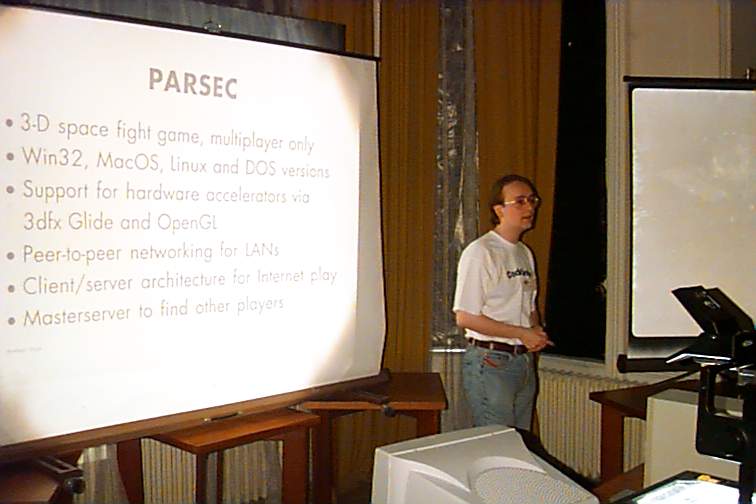 PARSEC
• 3-D space fight game, multiplayer only
• Win32, MacOS, Linux and DOS versions
• Support for hardware accelerators via
3dfx Glide and OpenGL
• Peer-to-peer networking for LANs
• Client/server architecture for Internet play
• Masterserver to find other players